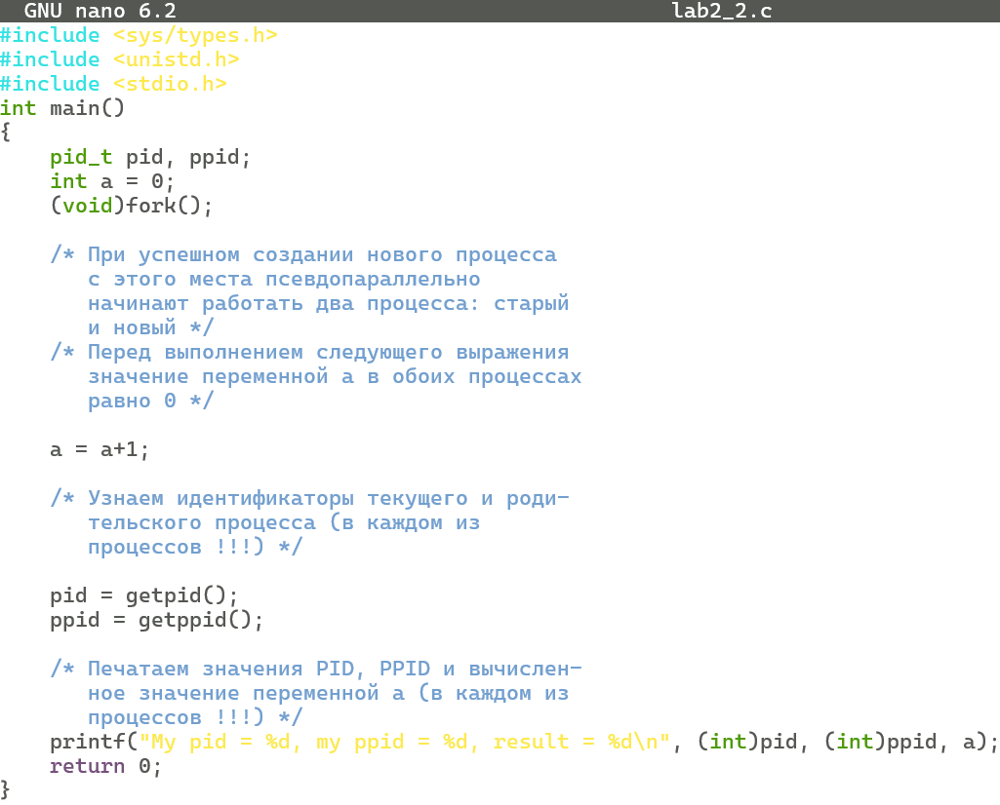 GNU nano 6.2 lab2_2.c
#include <sys/types.h>
#include <unistd.h>
#include <stdio.h>
int main()
{
    pid_t pid, ppid;
    int a = 0;
    (void)fork();

    /* При успешном создании нового процесса
       с этого места псевдопараллельно
       начинают работать два процесса: старый
       и новый */
    /* Перед выполнением следующего выражения
       значение переменной a в обоих процессах
       равно 0 */

    a = a+1;

    /* Узнаем идентификаторы текущего и роди-
       тельского процесса (в каждом из
       процессов !!!) */

    pid = getpid();
    ppid = getppid();

    /* Печатаем значения PID, PPID и вычислен-
       ное значение переменной a (в каждом из
       процессов !!!) */
    printf("My pid = %d, my ppid = %d, result = %d\n", (int)pid, (int)ppid, a);
    return 0;
}